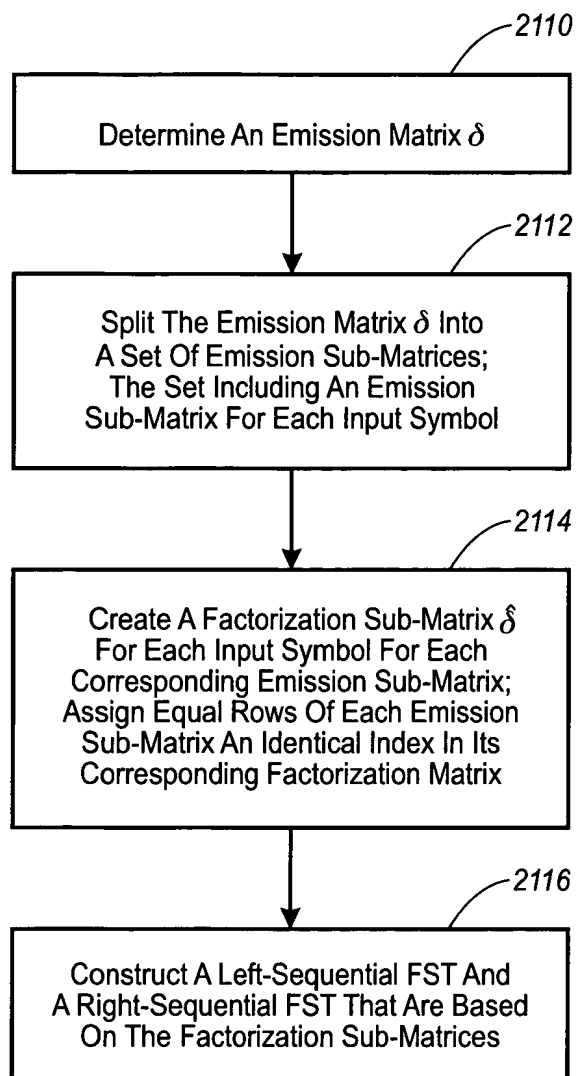 2110
Determine An Emission Matrix δ
2112
Split The Emission Matrix δ Into
A Set Of Emission Sub-Matrices;
The Set Including An Emission
Sub-Matrix For Each Input Symbol
2114
Create A Factorization Sub-Matrix δ̂
For Each Input Symbol For Each
Corresponding Emission Sub-Matrix;
Assign Equal Rows Of Each Emission
Sub-Matrix An Identical Index In Its
Corresponding Factorization Matrix
2116
Construct A Left-Sequential FST And
A Right-Sequential FST That Are Based
On The Factorization Sub-Matrices